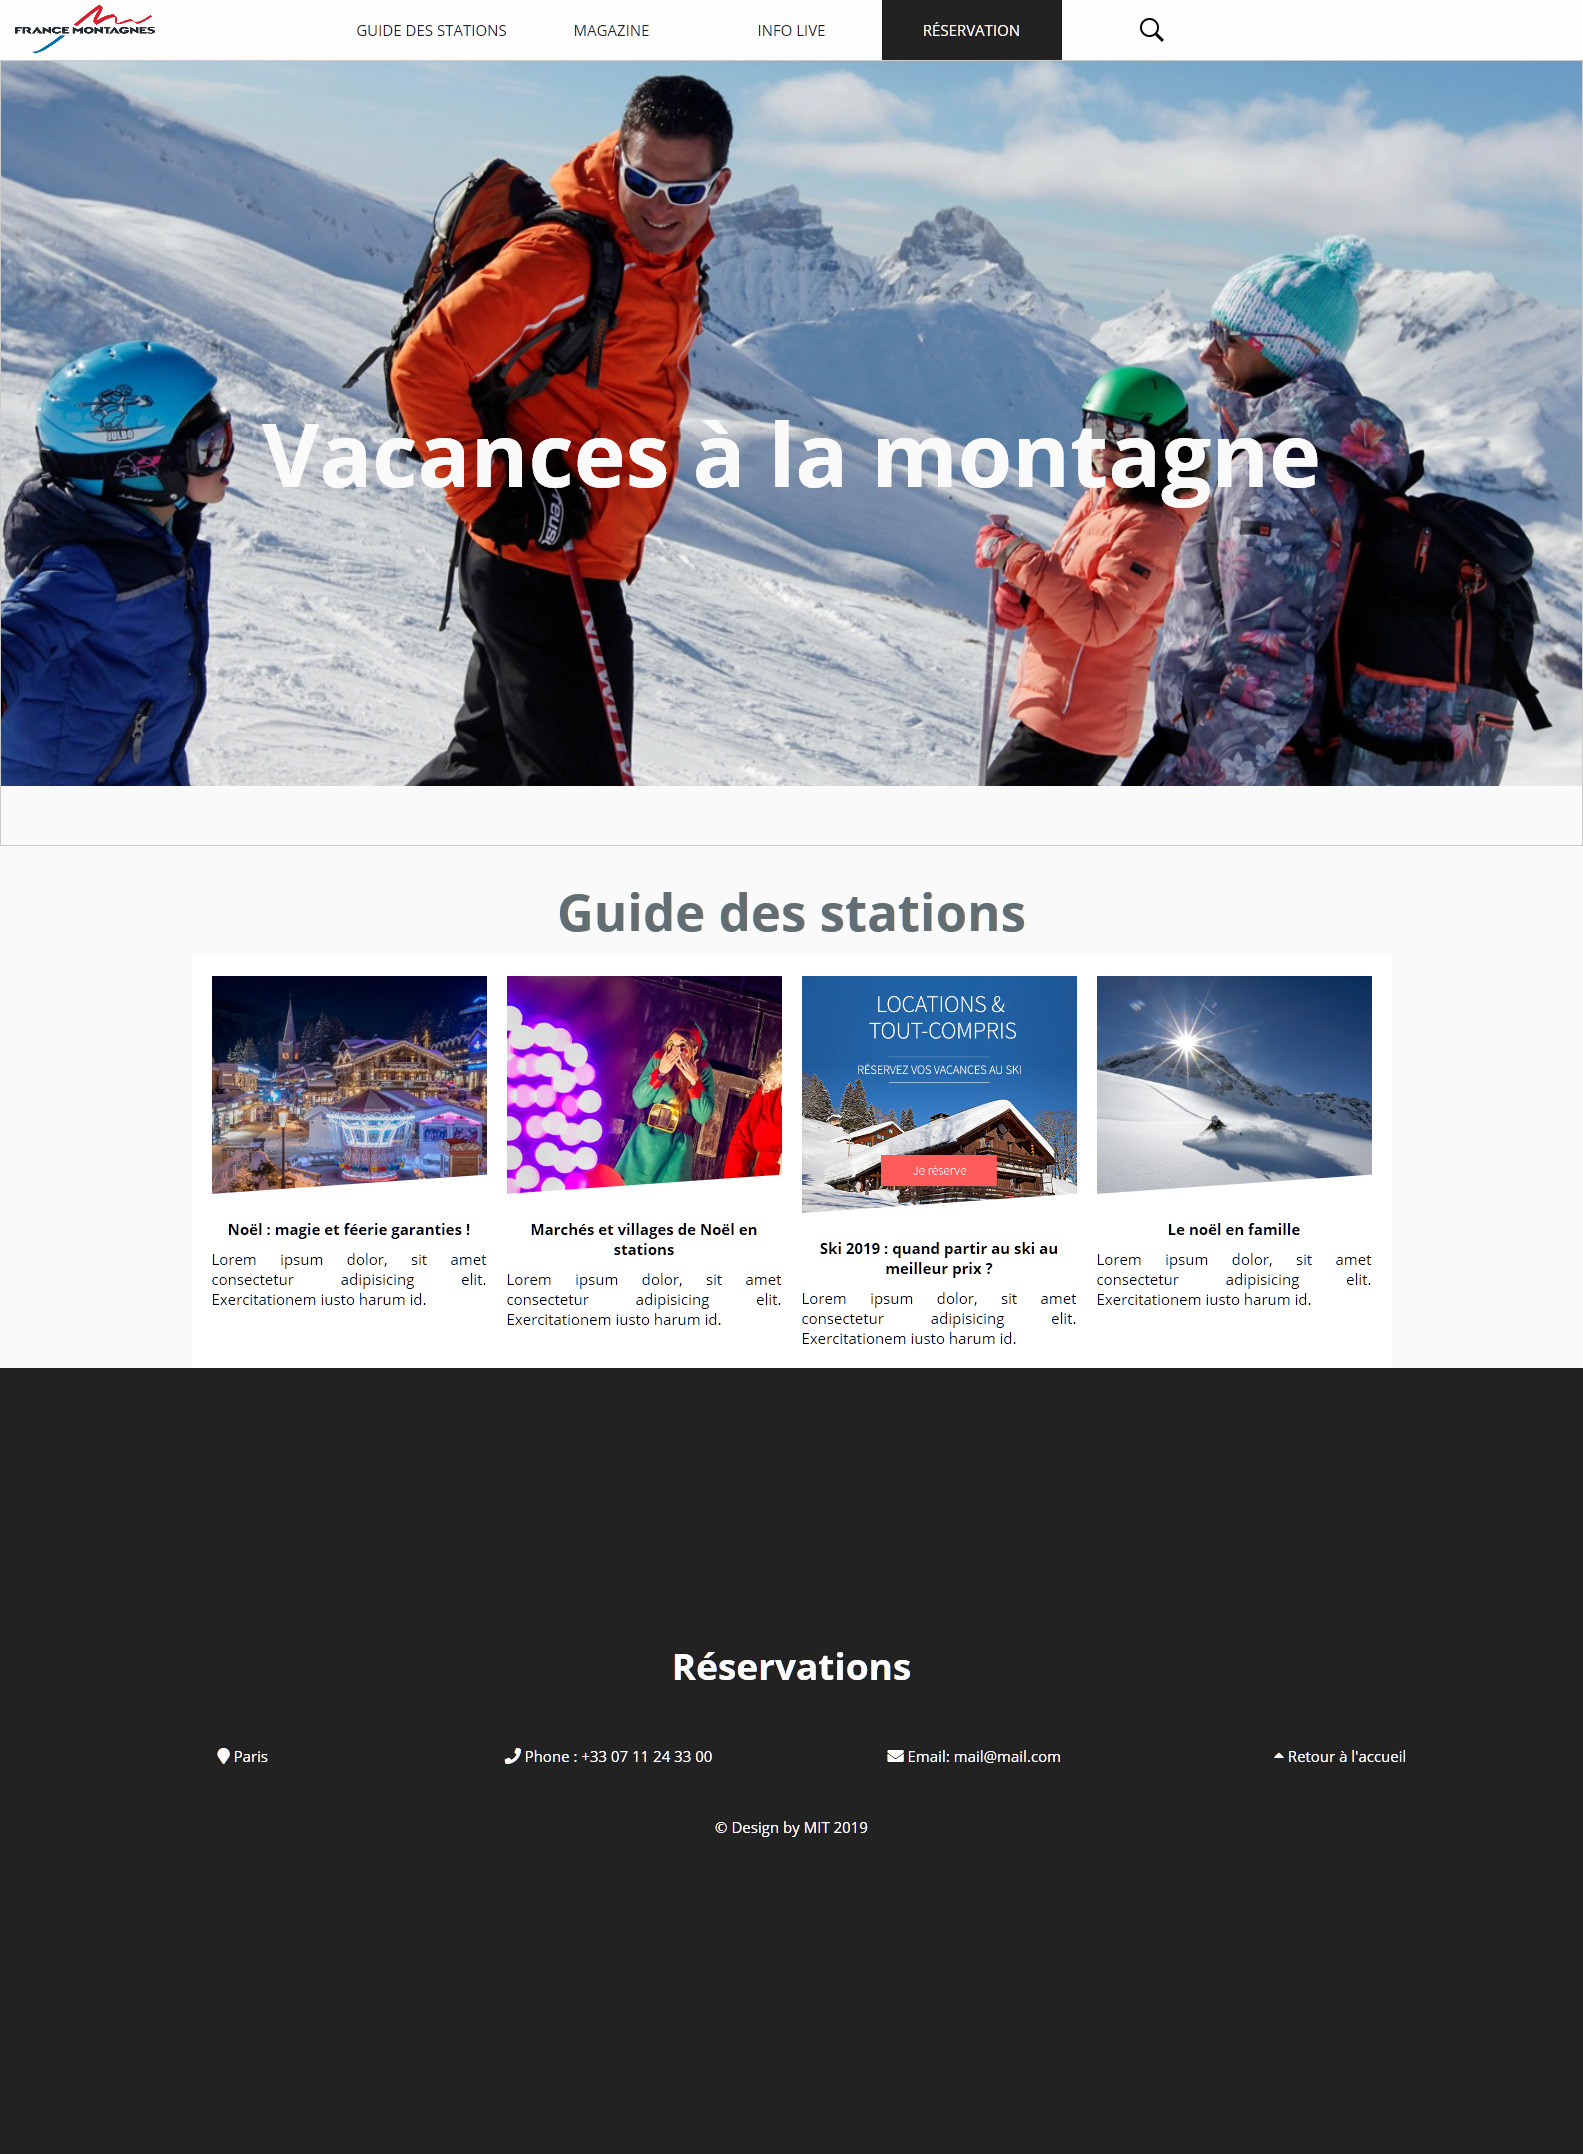 FRANCE MONTAGNES
GUIDE DES STATIONS
MAGAZINE
INFO LIVE
RÉSERVATION
JULBO
Vacances à la montagne
Guide des stations
LOCATIONS &
TOUT-COMPRIS
RÉSERVEZ VOS VACANCES AU SKI
Je réserve
Noël : magie et féerie garanties !
Lorem ipsum dolor, sit amet
consectetur adipisicing elit.
Exercitationem iusto harum id.
Marchés et villages de Noël en
stations
Lorem ipsum dolor, sit amet
consectetur adipisicing elit.
Exercitationem iusto harum id.
Ski 2019 : quand partir au ski au
meilleur prix ?
Lorem ipsum dolor, sit amet
consectetur adipisicing elit.
Exercitationem iusto harum id.
Le noël en famille
Lorem ipsum dolor, sit amet
consectetur adipisicing elit.
Exercitationem iusto harum id.
Réservations
Paris
Phone : +33 07 11 24 33 00
Email: mail@mail.com
Retour à l'accueil
© Design by MIT 2019